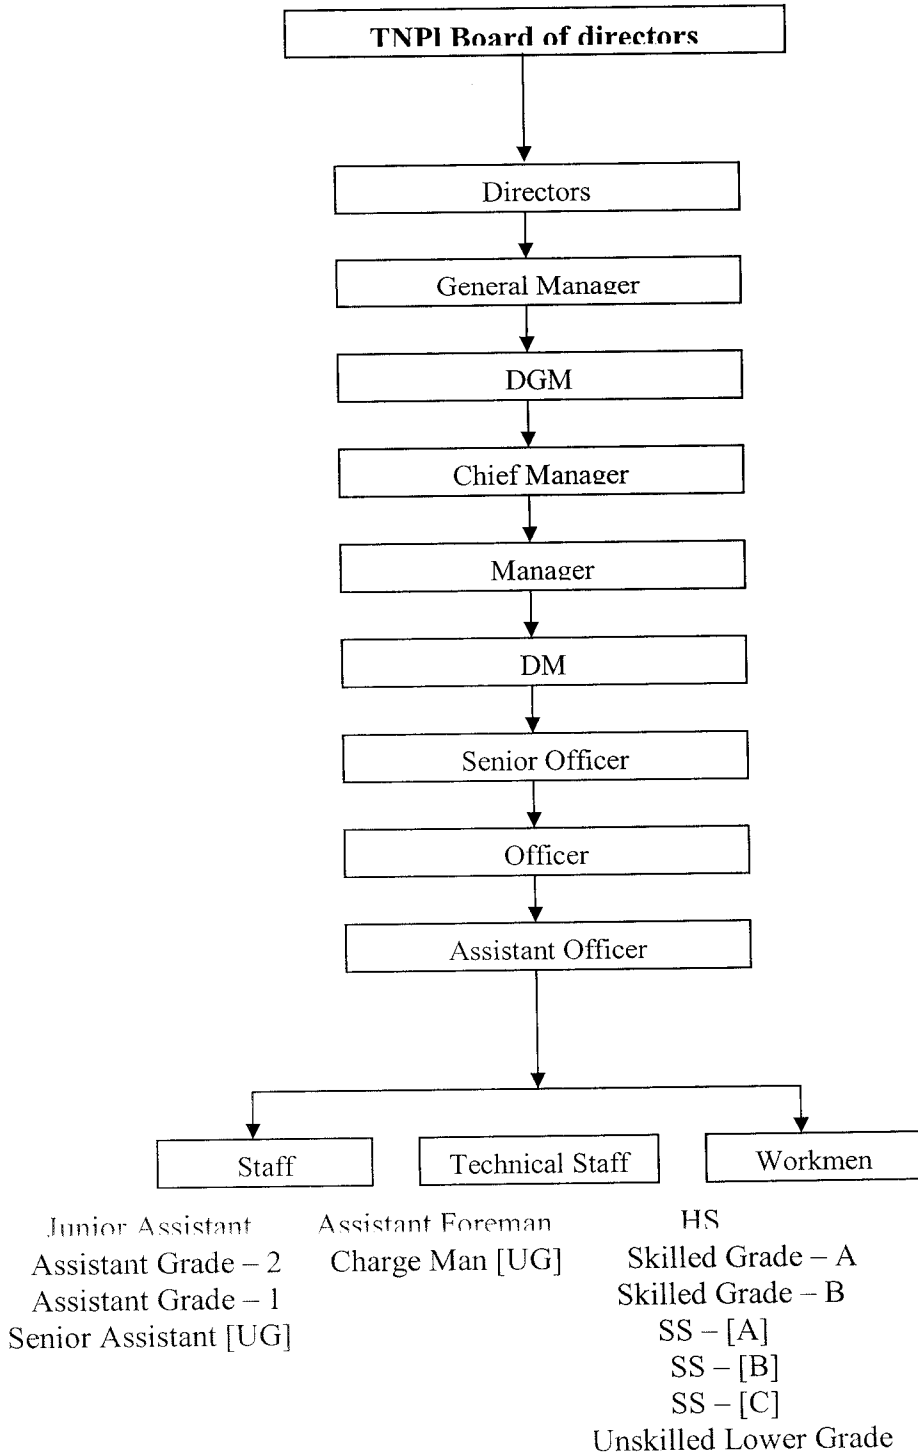 TNPL Board of directors
Directors
General Manager
DGM
Chief Manager
Manager
DM
Senior Officer
Officer
Assistant Officer
Staff
Technical Staff
Workmen
Junior Assistant
Assistant Grade – 2
Assistant Grade – 1
Senior Assistant [UG]
Assistant Foreman
Charge Man [UG]
HS
Skilled Grade – A
Skilled Grade – B
SS – [A]
SS – [B]
SS – [C]
Unskilled Lower Grade